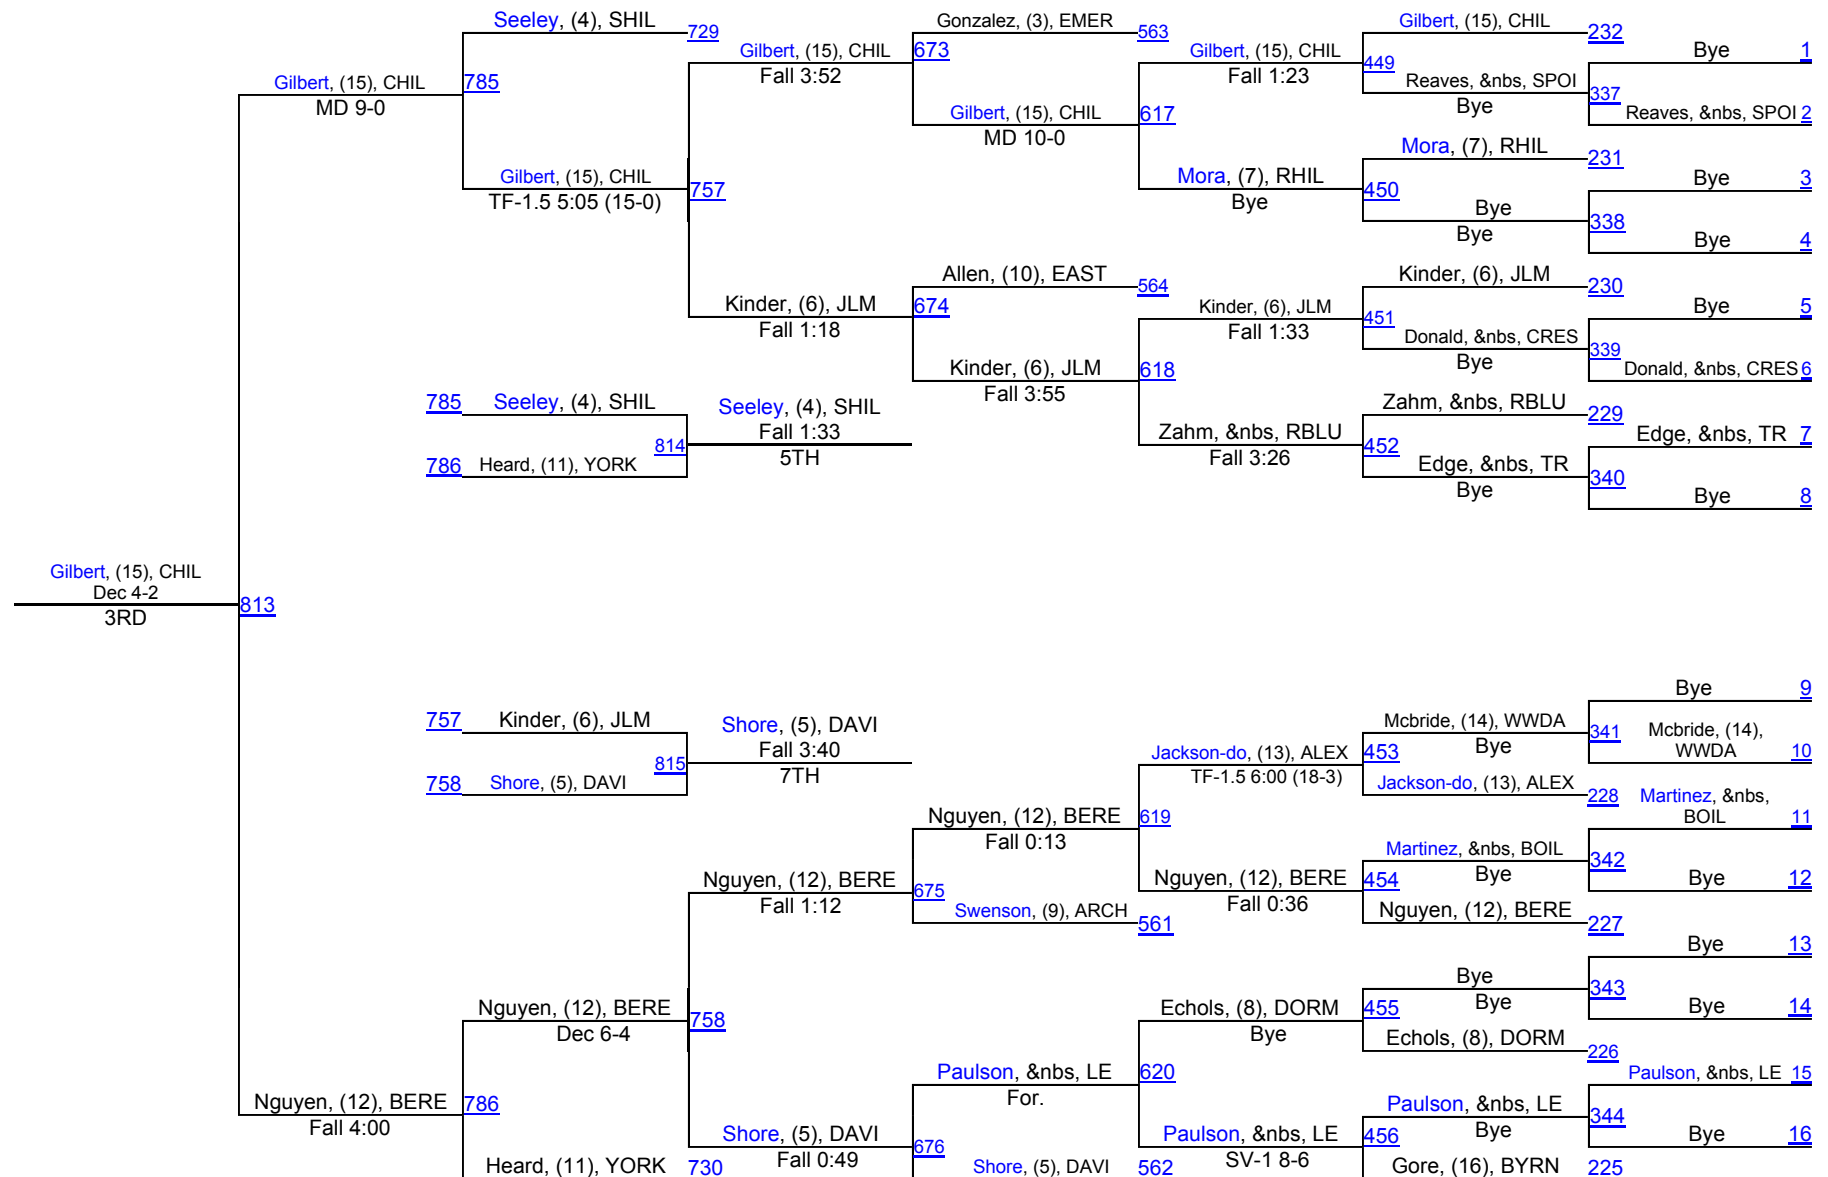 Seeley, (4), SHIL
729
Gonzalez, (3), EMER
563
Gilbert, (15), CHIL
232
Gilbert, (15), CHIL
Fall 3:52
673
Gilbert, (15), CHIL
Fall 1:23
449
Bye
1
Gilbert, (15), CHIL
MD 9-0
785
Reaves, &nbs, SPOI
Bye
337
Reaves, &nbs, SPOI
2
Gilbert, (15), CHIL
MD 10-0
617
Mora, (7), RHIL
231
Gilbert, (15), CHIL
TF-1.5 5:05 (15-0)
757
Mora, (7), RHIL
Bye
450
Bye
3
Bye
Bye
338
Bye
4
Allen, (10), EAST
564
Kinder, (6), JLM
230
Kinder, (6), JLM
Fall 1:18
674
Kinder, (6), JLM
Fall 1:33
451
Bye
5
Donald, &nbs, CRES
Bye
339
Donald, &nbs, CRES
6
Kinder, (6), JLM
Fall 3:55
618
785
Seeley, (4), SHIL
Seeley, (4), SHIL
Fall 1:33
5TH
814
786
Heard, (11), YORK
Zahm, &nbs, RBLU
229
Zahm, &nbs, RBLU
Fall 3:26
452
Edge, &nbs, TR
7
Edge, &nbs, TR
Bye
340
Bye
8
Gilbert, (15), CHIL
Dec 4-2
3RD
813
Bye
9
757
Kinder, (6), JLM
Shore, (5), DAVI
Fall 3:40
7TH
815
758
Shore, (5), DAVI
Mcbride, (14), WWDA
Bye
341
Mcbride, (14),
WWDA
10
Jackson-do, (13), ALEX
TF-1.5 6:00 (18-3)
453
Jackson-do, (13), ALEX
228
Martinez, &nbs,
BOIL
11
Nguyen, (12), BERE
Fall 0:13
619
Martinez, &nbs, BOIL
Bye
342
Nguyen, (12), BERE
Fall 1:12
675
Nguyen, (12), BERE
Fall 0:36
454
Bye
12
Swenson, (9), ARCH
561
Nguyen, (12), BERE
227
Bye
13
Nguyen, (12), BERE
Dec 6-4
758
Bye
Bye
343
Echols, (8), DORM
Bye
455
Bye
14
Echols, (8), DORM
226
Paulson, &nbs, LE
For.
620
Paulson, &nbs, LE
15
Nguyen, (12), BERE
Fall 4:00
786
Paulson, &nbs, LE
Bye
344
Shore, (5), DAVI
Fall 0:49
676
Paulson, &nbs, LE
SV-1 8-6
456
Bye
16
Heard, (11), YORK
730
Shore, (5), DAVI
562
Gore, (16), BYRN
225